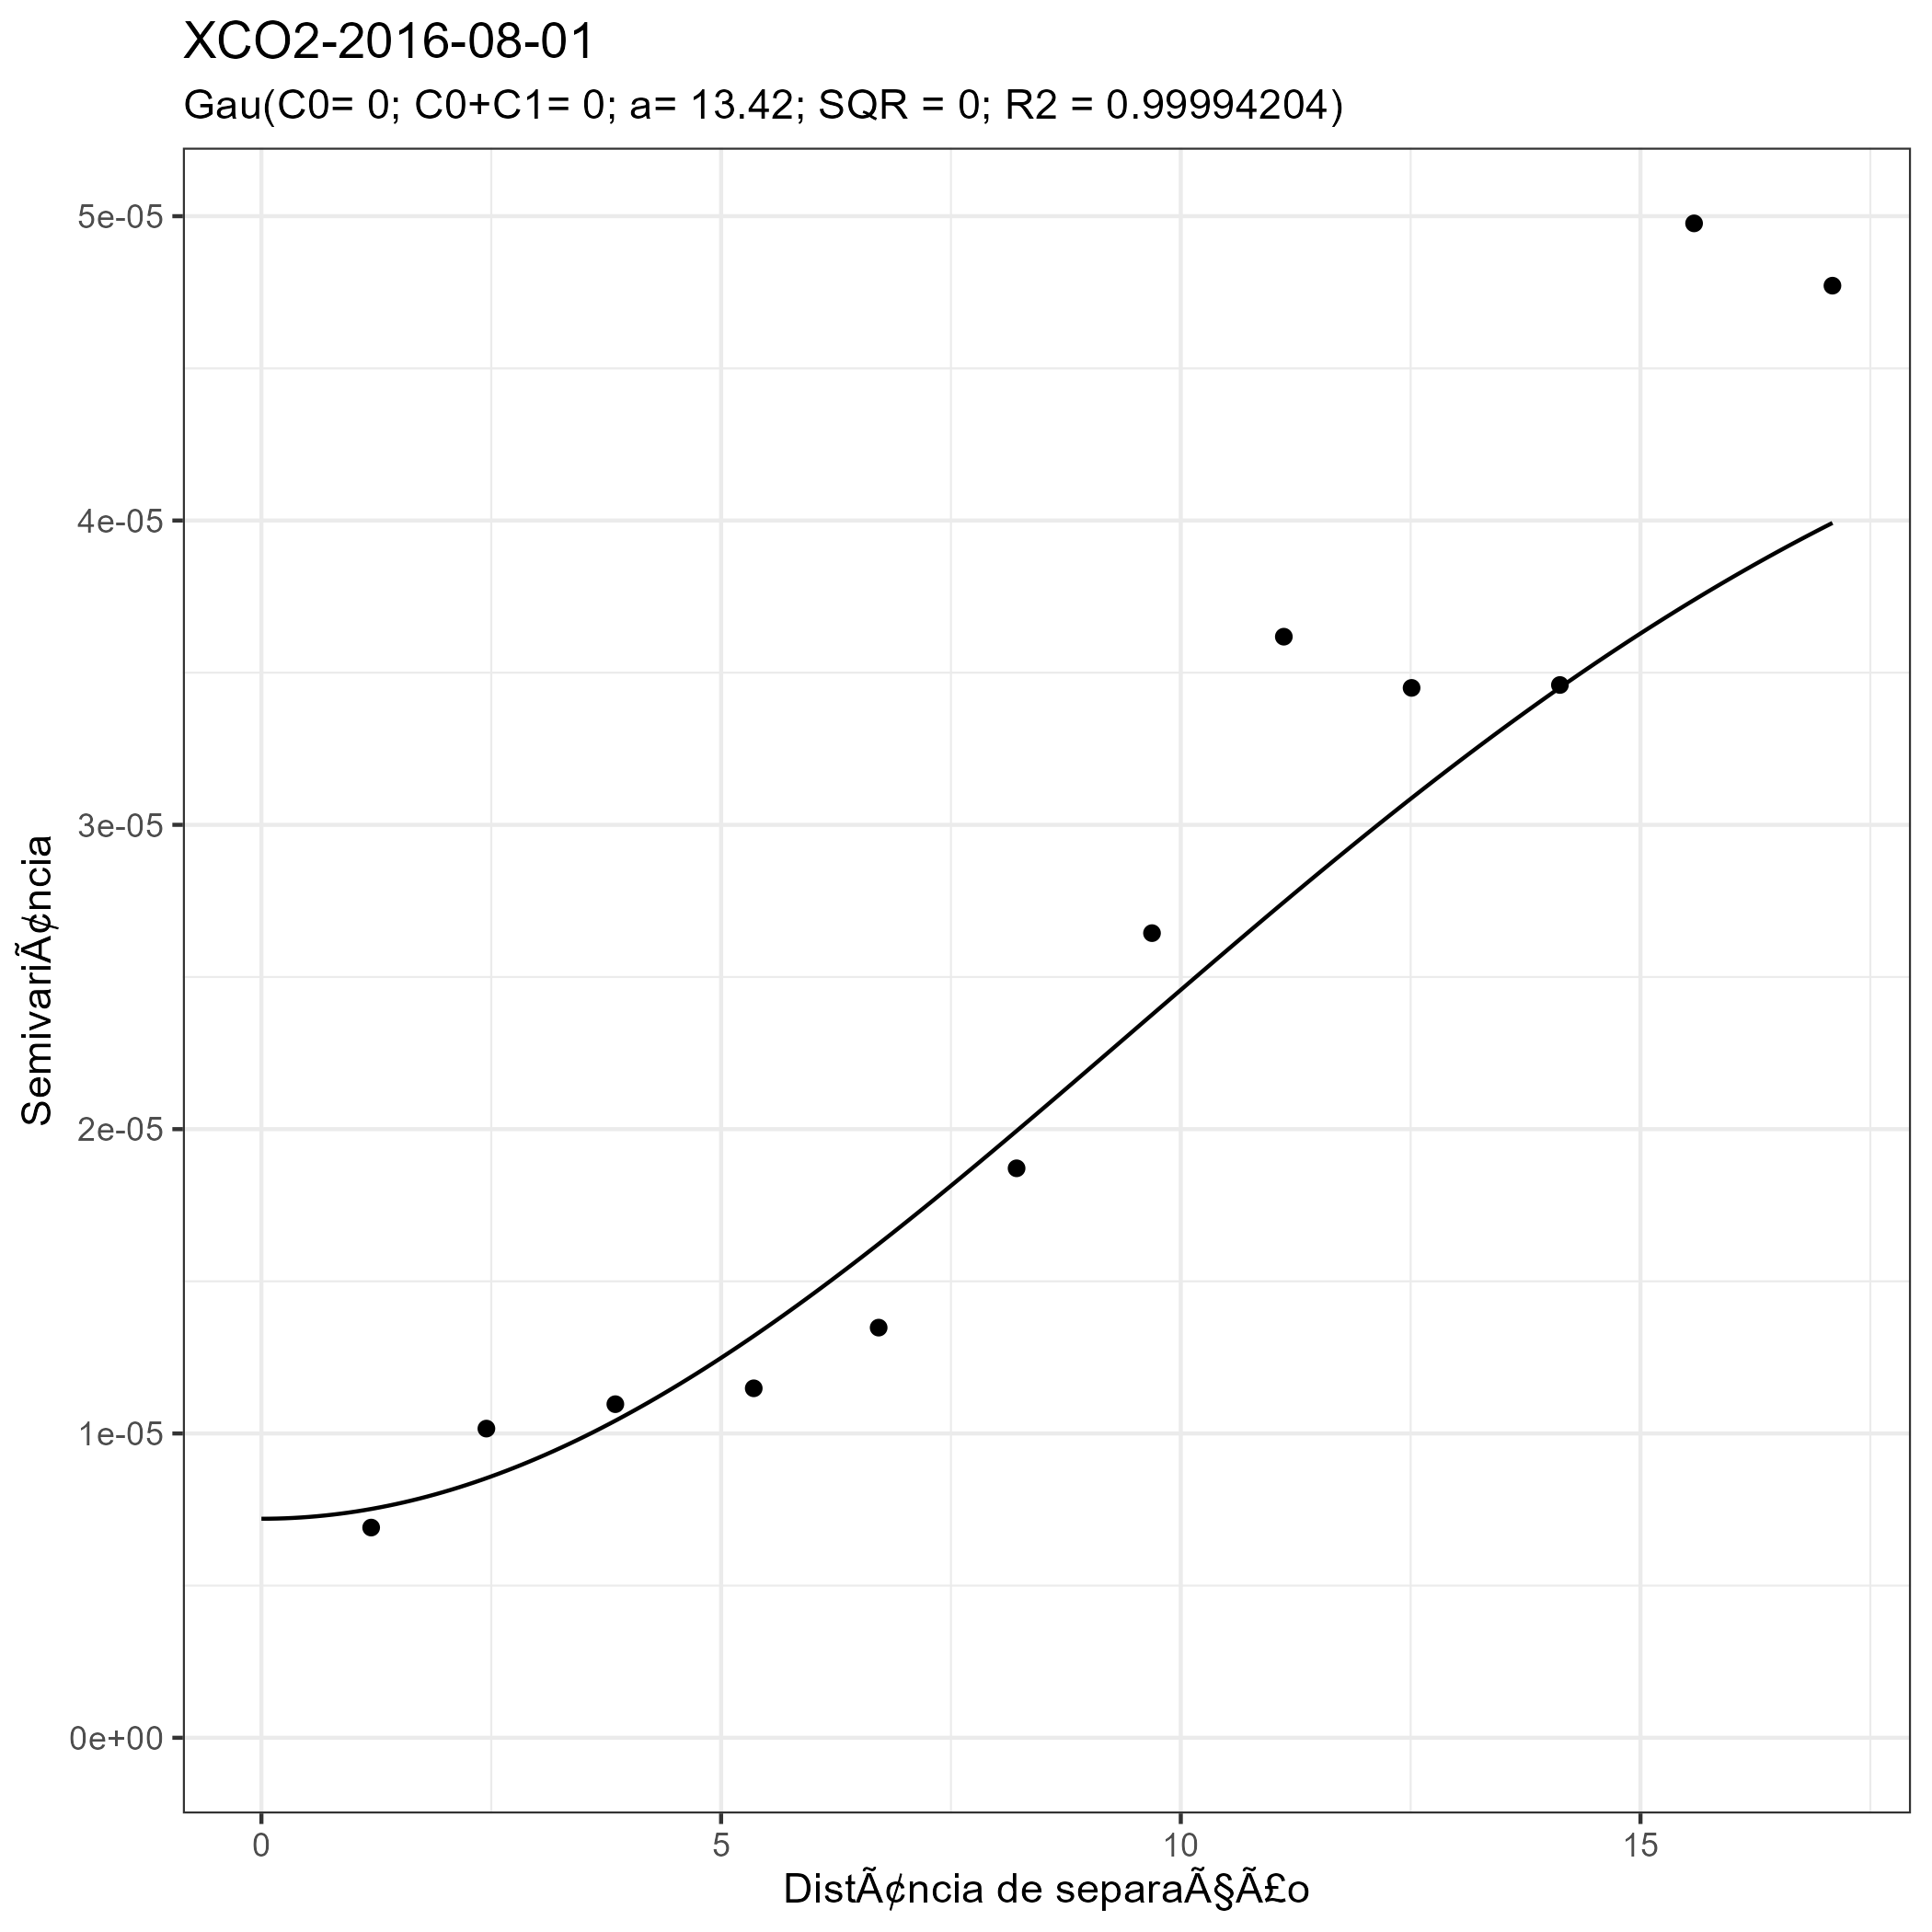 XCO2-2016-08-01
Gau(C0= 0; C0+C1= 0; a= 13.42; SQR = 0; R2 = 0.99994204)
5e-05
4e-05
3e-05
2e-05
1e-05
0e+00
SemivariÃ¢ncia
0 5 10 15
DistÃ¢ncia de separaÃ§Ã£o